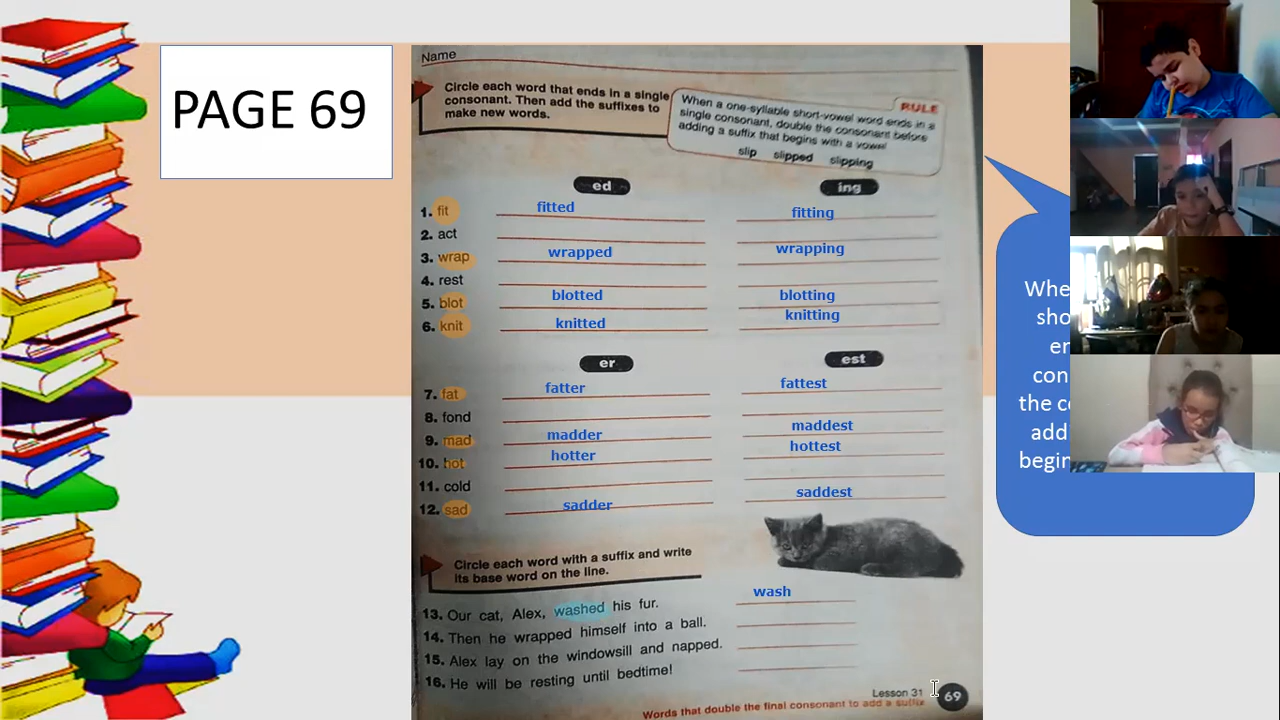 PAGE 69
Name
Circle each word that ends in a single
consonant. Then add the suffixes to
make new words.
RULE
When a one-syllable short-vowel word ends in a
single consonant, double the consonant before
adding a suffix that begins with a vowel
slip slipped slipping
ed ing
1. fit fitted fitting
2. act
3. wrap wrapped wrapping
4. rest
5. blot blotted blotting
6. knit knitted knitting
er est
7. fat fatter fattest
8. fond
9. mad madder maddest
10. hot hotter hottest
11. cold
12. sad sadder saddest
Circle each word with a suffix and write
its base word on the line.
13. Our cat, Alex, washed his fur. wash
14. Then he wrapped himself into a ball.
15. Alex lay on the windowsill and napped.
16. He will be resting until bedtime!
Lesson 31
Words that double the final consonant to add a suffix
69
the